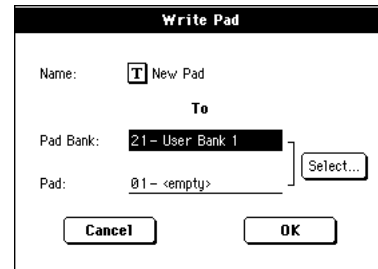 Write Pad
Name: T New Pad
To
Pad Bank: 21- User Bank 1
Select...
Pad: 01- <empty>
Cancel OK